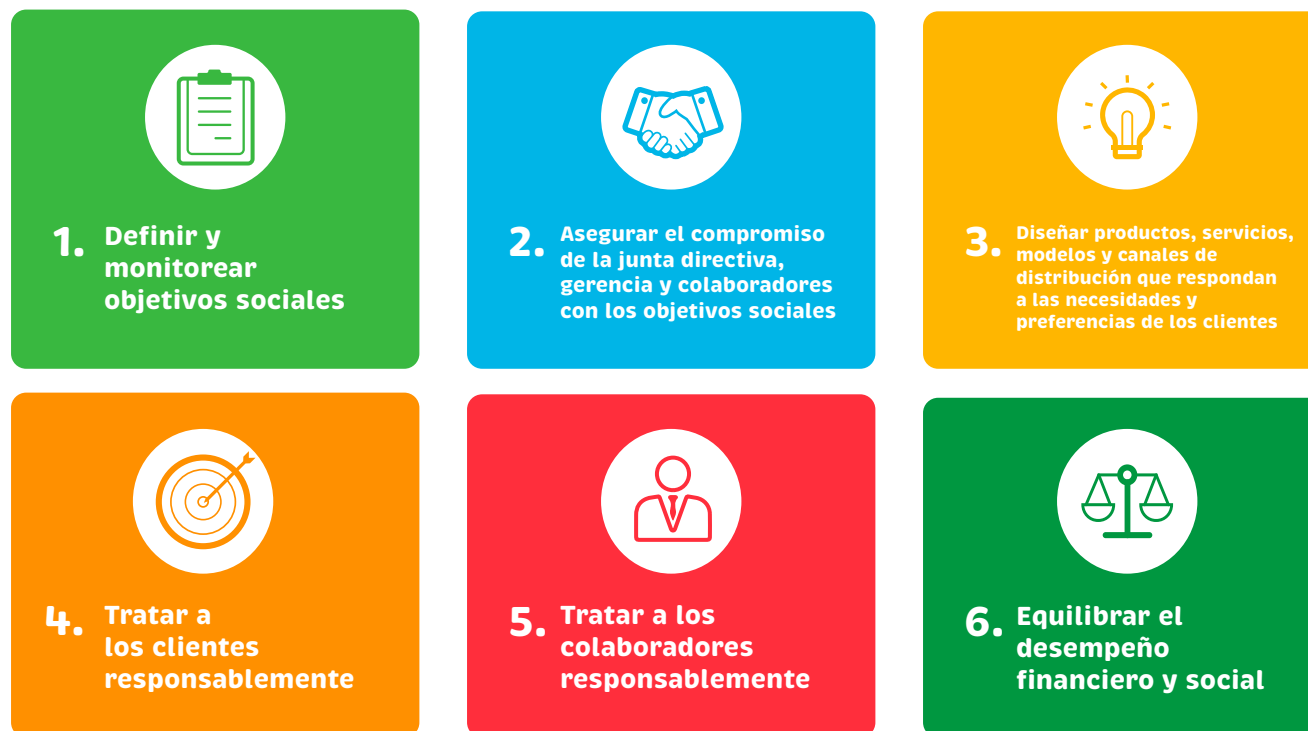 1. Definir y
monitorear
objetivos sociales
2. Asegurar el compromiso
de la junta directiva,
gerencia y colaboradores
con los objetivos sociales
3. Diseñar productos, servicios,
modelos y canales de
distribución que respondan
a las necesidades y
preferencias de los clientes
4. Tratar a
los clientes
responsablemente
5. Tratar a los
colaboradores
responsablemente
6. Equilibrar el
desempeño
financiero y social